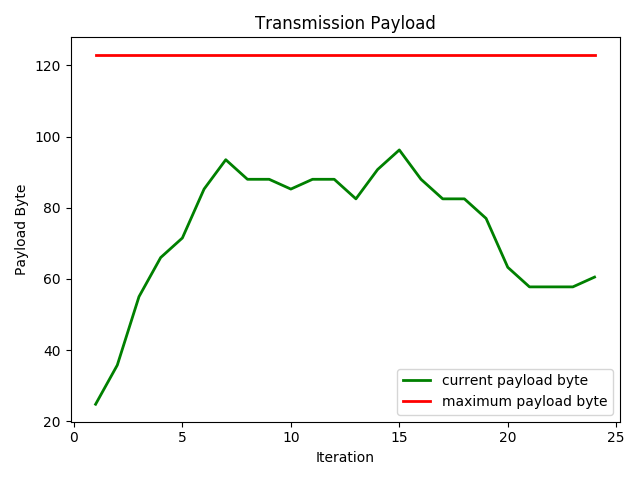 Transmission Payload
120
100
80
60
40
20
Payload Byte
0
5
10
15
20
25
Iteration
current payload byte
maximum payload byte